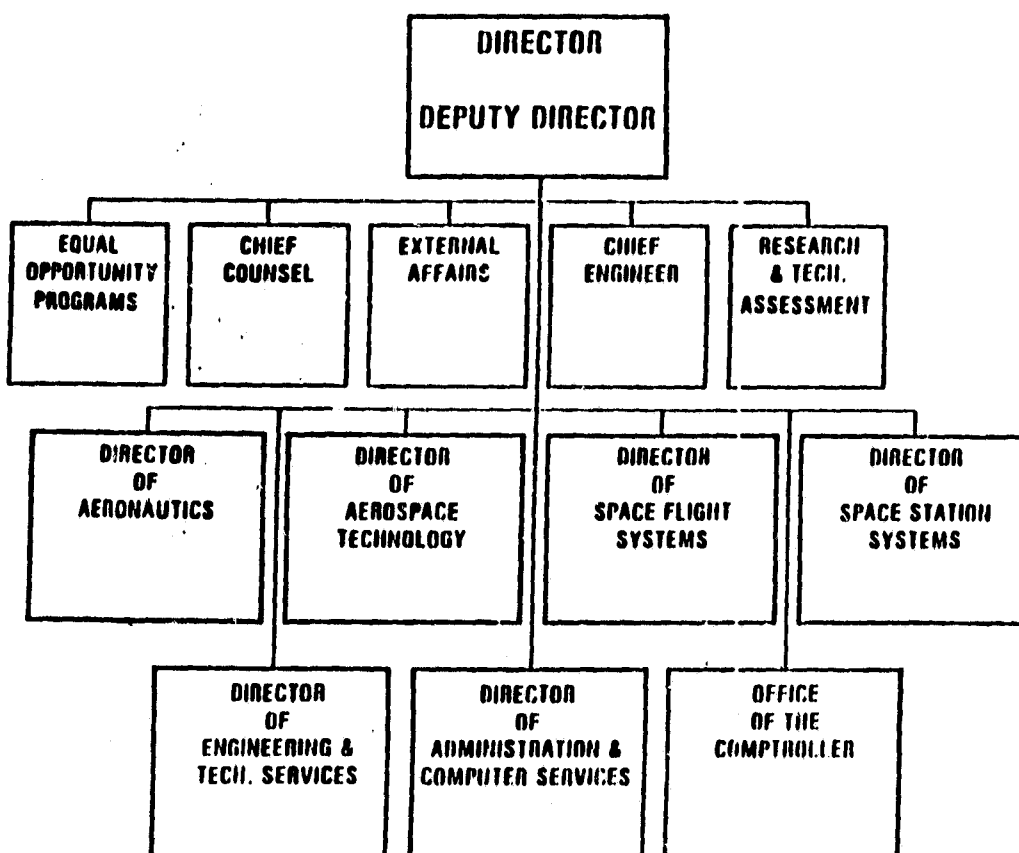 DIRECTOR
DEPUTY DIRECTOR
EQUAL
OPPORTUNITY
PROGRAMS
CHIEF
COUNSEL
EXTERNAL
AFFAIRS
CHIEF
ENGINEER
RESEARCH
& TECH.
ASSESSMENT
DIRECTOR
OF
AERONAUTICS
DIRECTOR
OF
AEROSPACE
TECHNOLOGY
DIRECTOR
OF
SPACE FLIGHT
SYSTEMS
DIRECTOR
OF
SPACE STATION
SYSTEMS
DIRECTOR
OF
ENGINEERING &
TECH. SERVICES
DIRECTOR
OF
ADMINISTRATION &
COMPUTER SERVICES
OFFICE
OF THE
COMPTROLLER